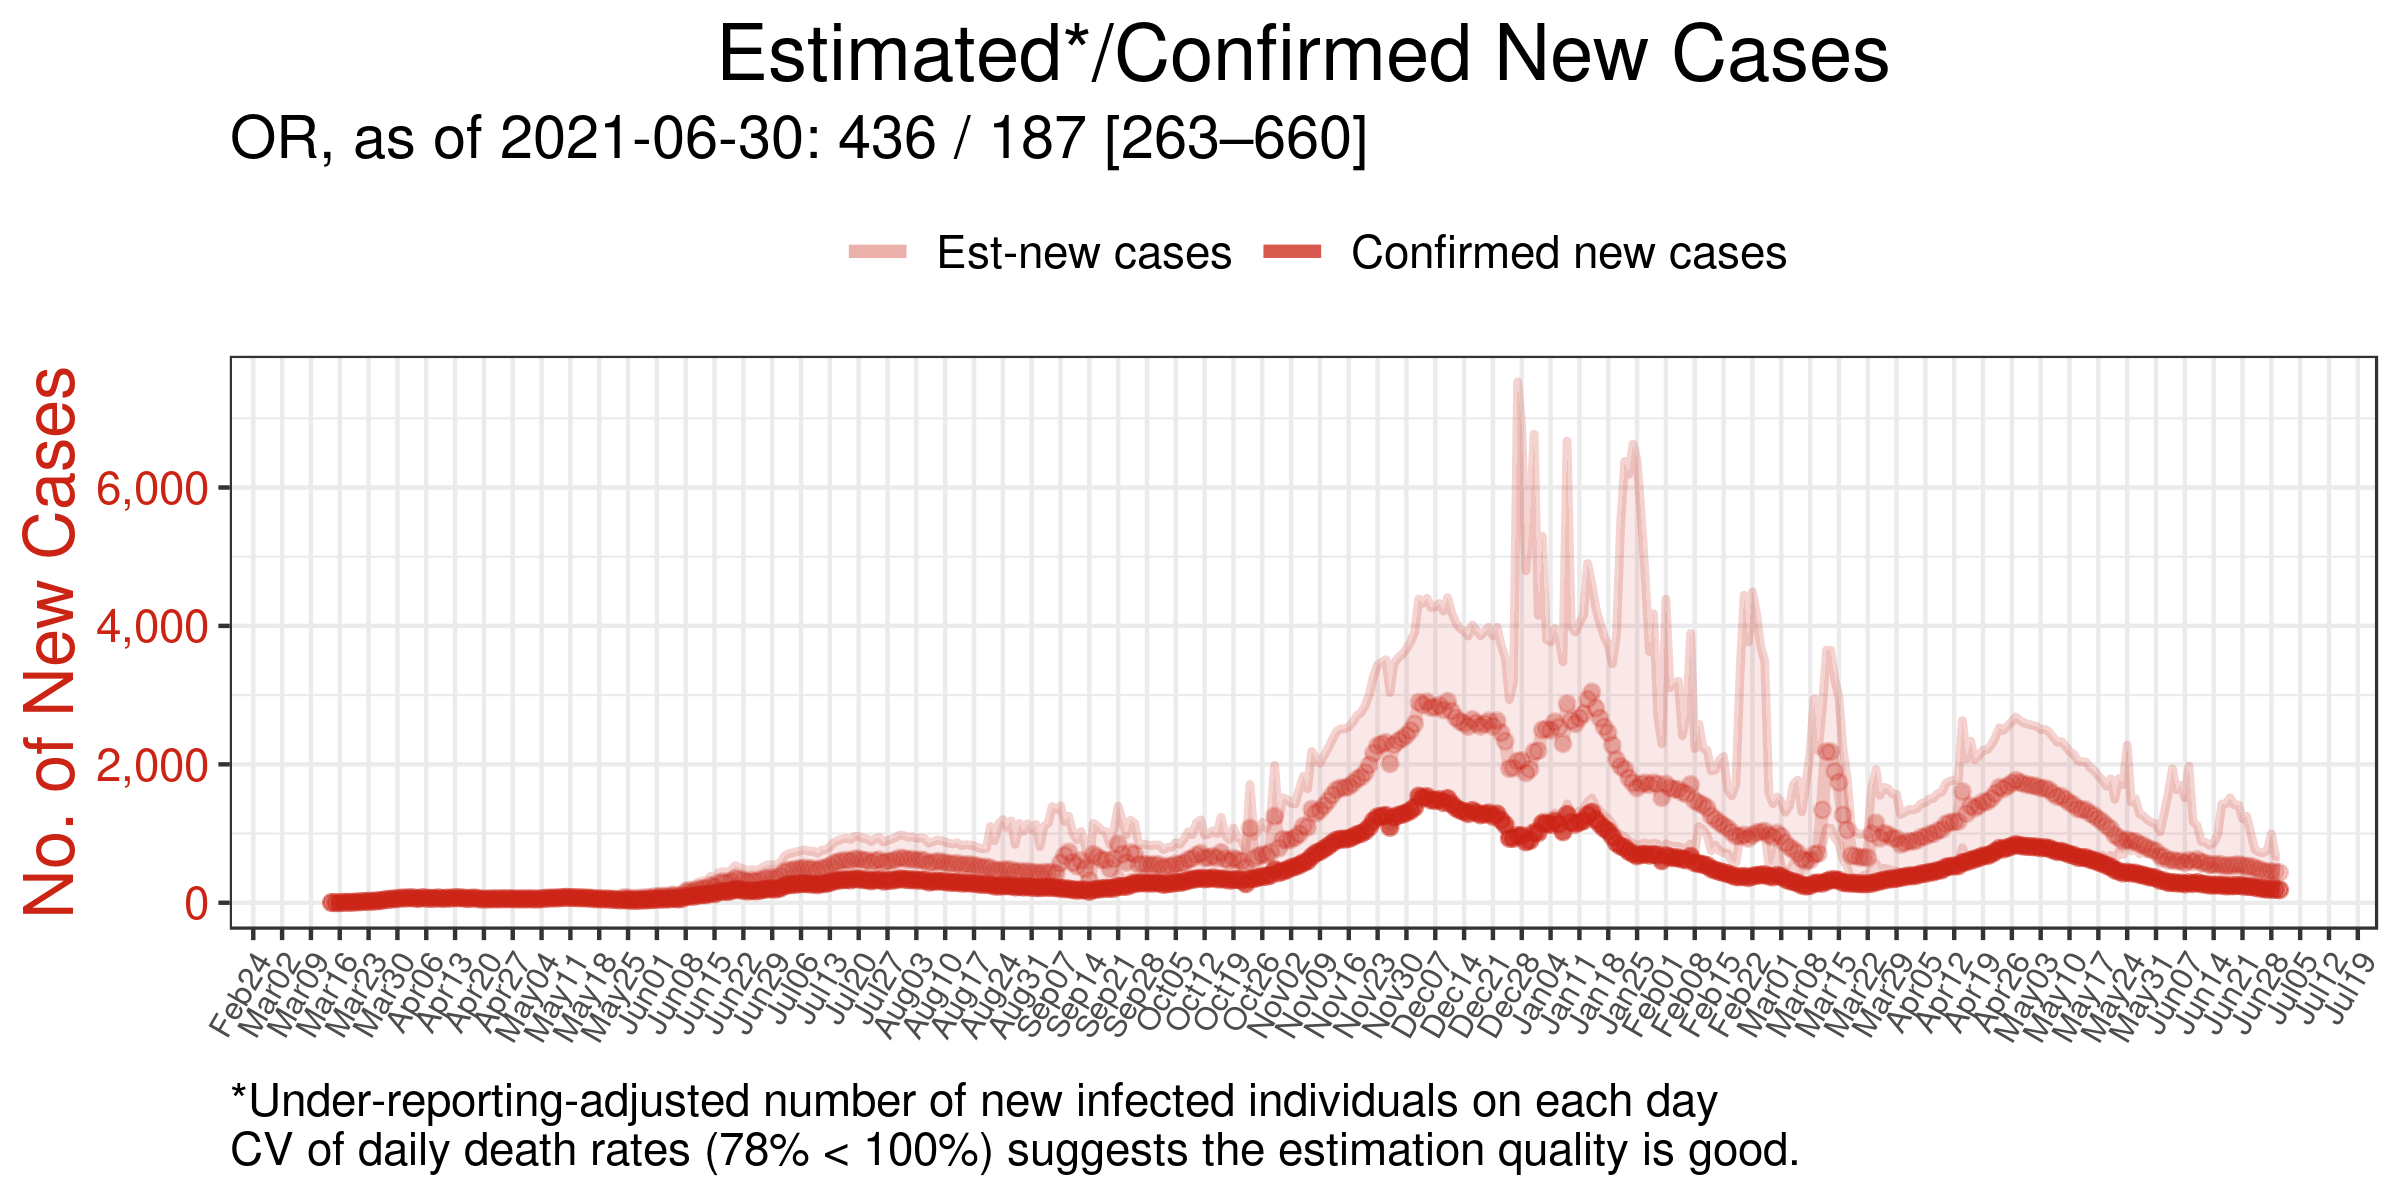 Estimated*/Confirmed New Cases
OR, as of 2021-06-30: 436 / 187 [263–660]
Est-new cases Confirmed new cases
No. of New Cases
6,000
4,000
2,000
0
Feb24 Mar02 Mar09 Mar16 Mar23 Mar30 Apr06 Apr13 Apr20 Apr27 May04 May11 May18 May25 Jun01 Jun08 Jun15 Jun22 Jun29 Jul06 Jul13 Jul20 Jul27 Aug03 Aug10 Aug17 Aug24 Aug31 Sep07 Sep14 Sep21 Sep28 Oct05 Oct12 Oct19 Oct26 Nov02 Nov09 Nov16 Nov23 Nov30 Dec07 Dec14 Dec21 Dec28 Jan04 Jan11 Jan18 Jan25 Feb01 Feb08 Feb15 Feb22 Mar01 Mar08 Mar15 Mar22 Mar29 Apr05 Apr12 Apr19 Apr26 May03 May10 May17 May24 May31 Jun07 Jun14 Jun21 Jun28 Jul05 Jul12 Jul19
*Under-reporting-adjusted number of new infected individuals on each day
CV of daily death rates (78% < 100%) suggests the estimation quality is good.